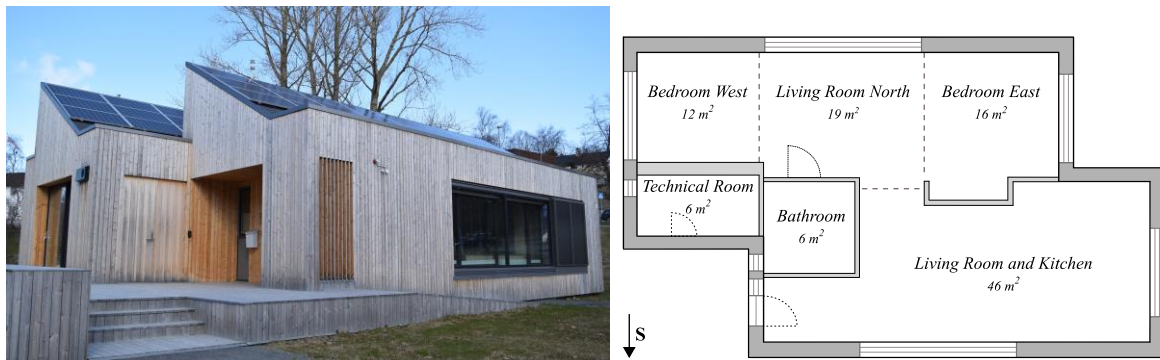 Bedroom West
12 m²
Living Room North
19 m²
Bedroom East
16 m²
Technical Room
6 m²
Bathroom
6 m²
Living Room and Kitchen
46 m²
S